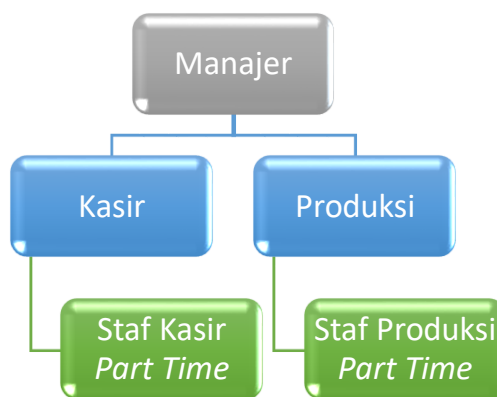 Manajer
Kasir
Produksi
Staf Kasir
Part Time
Staf Produksi
Part Time